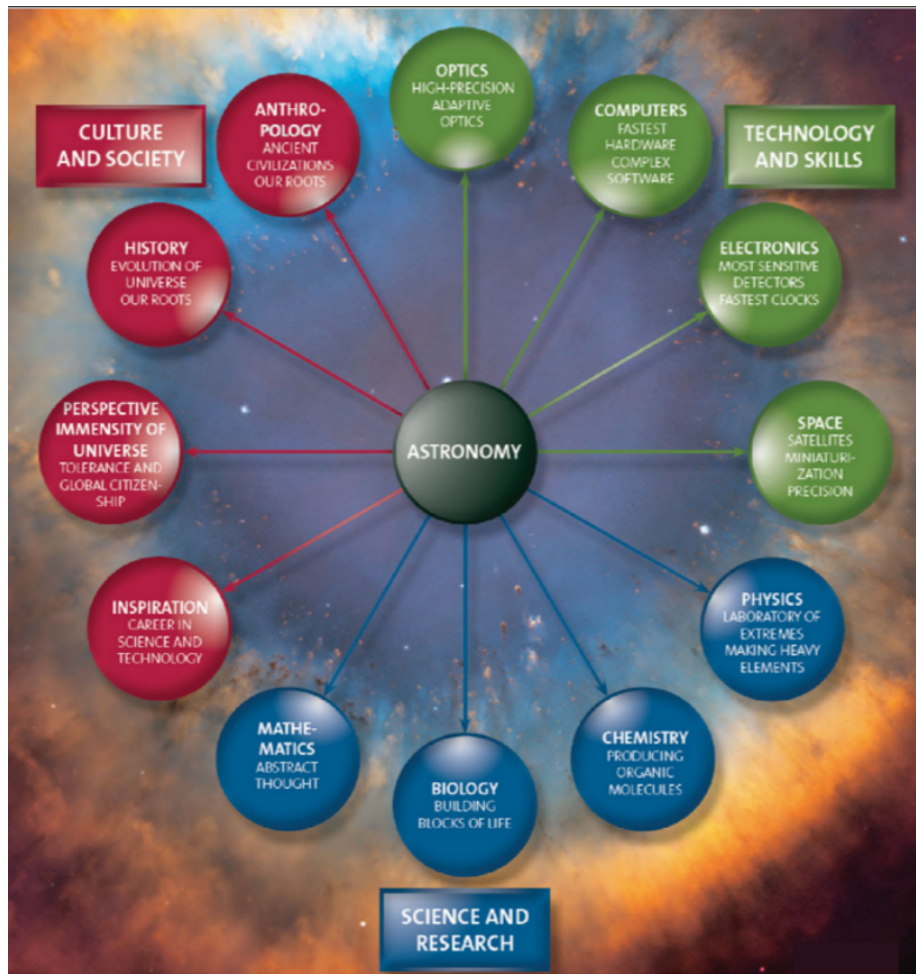 OPTICS
HIGH-PRECISION
ADAPTIVE
OPTICS
CULTURE
AND SOCIETY
ANTHRO-
POLOGY
ANCIENT
CIVILIZATIONS
OUR ROOTS
COMPUTERS
FASTEST
HARDWARE
COMPLEX
SOFTWARE
TECHNOLOGY
AND SKILLS
HISTORY
EVOLUTION OF
UNIVERSE
OUR ROOTS
ELECTRONICS
MOST SENSITIVE
DETECTORS
FASTEST CLOCKS
PERSPECTIVE
IMMENSITY OF
UNIVERSE
TOLERANCE AND
GLOBAL CITIZEN-
SHIP
ASTRONOMY
SPACE
SATELLITES
MINIATURI-
ZATION
PRECISION
INSPIRATION
CAREER IN
SCIENCE AND
TECHNOLOGY
PHYSICS
LABORATORY OF
EXTREMES
MAKING HEAVY
ELEMENTS
MATHE-
MATICS
ABSTRACT
THOUGHT
BIOLOGY
BUILDING
BLOCKS OF LIFE
CHEMISTRY
PRODUCING
ORGANIC
MOLECULES
SCIENCE AND
RESEARCH